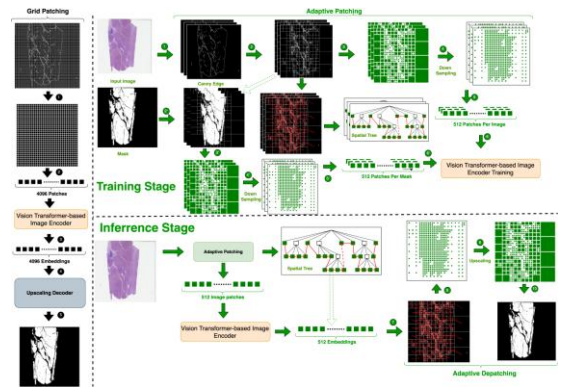 Grid Patching
Adaptive Patching
Input Image
Canny Edge
Down
Sampling
Mask
Spatial Tree
512 Patches Per Image
4096 Patches
Training Stage
Down
Sampling
512 Patches Per Mask
Vision Transformer-based Image
Encoder Training
Vision Transformer-based
Image Encoder
4096 Embeddings
Upscaling Decoder
Inferrence Stage
Adaptive Patching
Spatial Tree
512 Image patches
Vision Transformer-based Image
Encoder
512 Embeddings
Upscaling
Adaptive Depatching